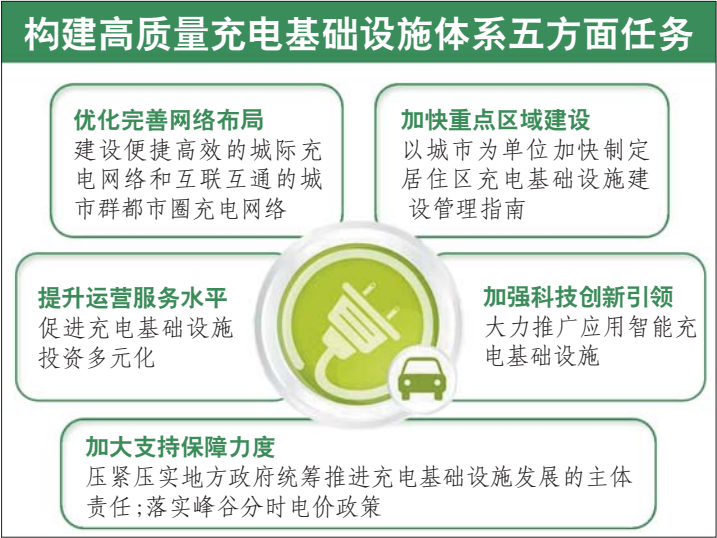 构建高质量充电基础设施体系五方面任务
优化完善网络布局
建设便捷高效的城际充
电网络和互联互通的城
市群都市圈充电网络
加快重点区域建设
以城市为单位加快制定
居住区充电基础设施建
设管理指南
提升运营服务水平
促进充电基础设施
投资多元化
加强科技创新引领
大力推广应用智能充
电基础设施
加大支持保障力度
压紧压实地方政府统筹推进充电基础设施发展的主体
责任;落实峰谷分时电价政策